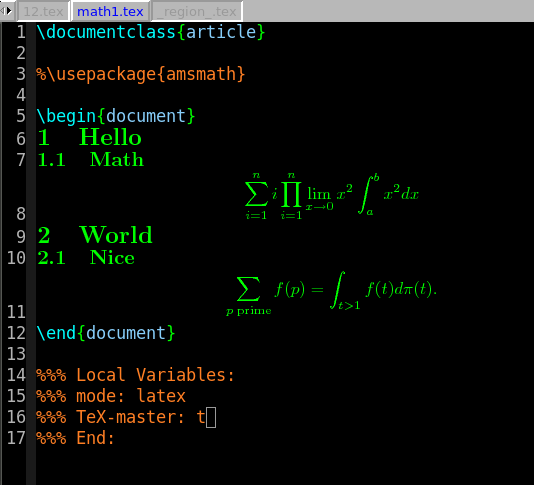 12.tex math1.tex _region_.tex
1 \documentclass{article}
2
3 %\usepackage{amsmath}
4
5 \begin{document}
6 1 Hello
7 1.1 Math
8 \sum_{i=1}^{n} i \prod_{i=1}^{n} \lim_{x \to 0} x^2 \int_a^b x^2 dx
9 2 World
10 2.1 Nice
11 \sum_{p \text{ prime}} f(p) = \int_{t>1} f(t) d\pi(t).
12 \end{document}
13
14 %%% Local Variables:
15 %%% mode: latex
16 %%% TeX-master: t
17 %%% End: